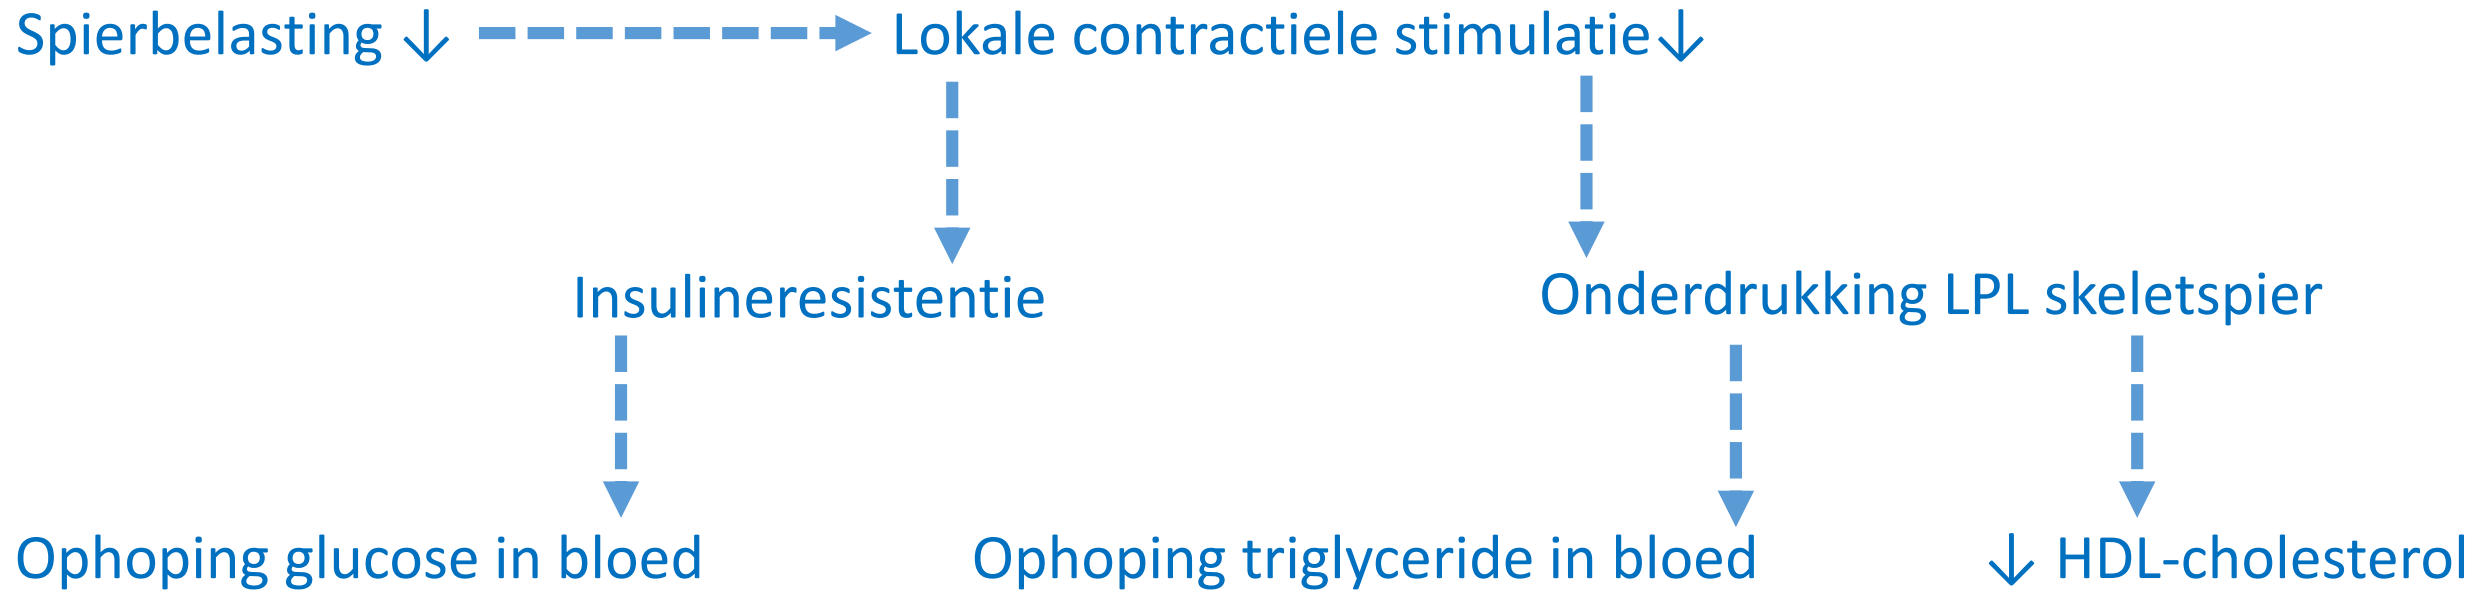 Spierbelasting ↓ Lokale contractiele stimulatie↓
Insulineresistentie Onderdrukking LPL skeletspier
Ophoping glucose in bloed Ophoping triglyceride in bloed ↓ HDL-cholesterol